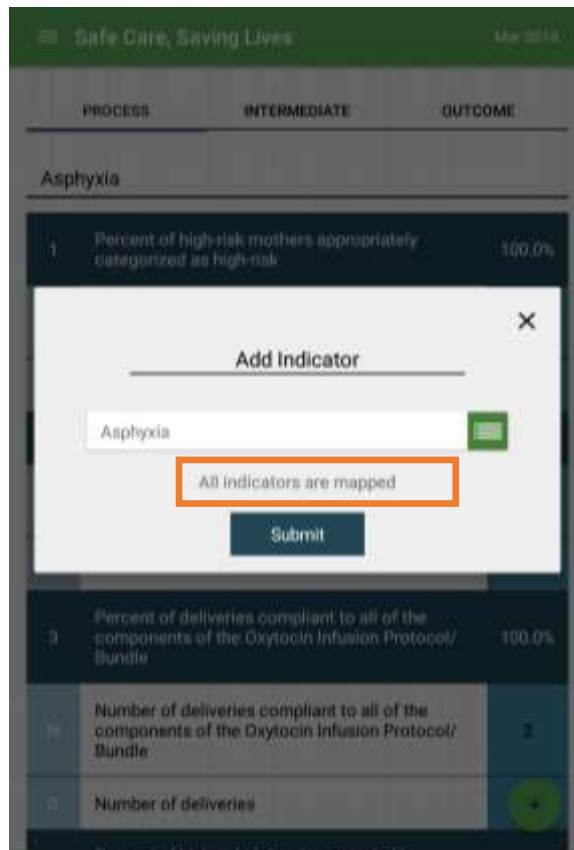 Safe Care, Saving Lives
PROCESS INTERMEDIATE OUTCOME
Asphyxia
1 Percent of high-risk mothers appropriately 100.0%
categorized as high-risk
Add Indicator
Asphyxia
All indicators are mapped
Submit
Percent of deliveries compliant to all of the
3 components of the Oxytocin Infusion Protocol/ 100.0%
Bundle
Number of deliveries compliant to all of the
N components of the Oxytocin Infusion Protocol/ 2
Bundle
D Number of deliveries